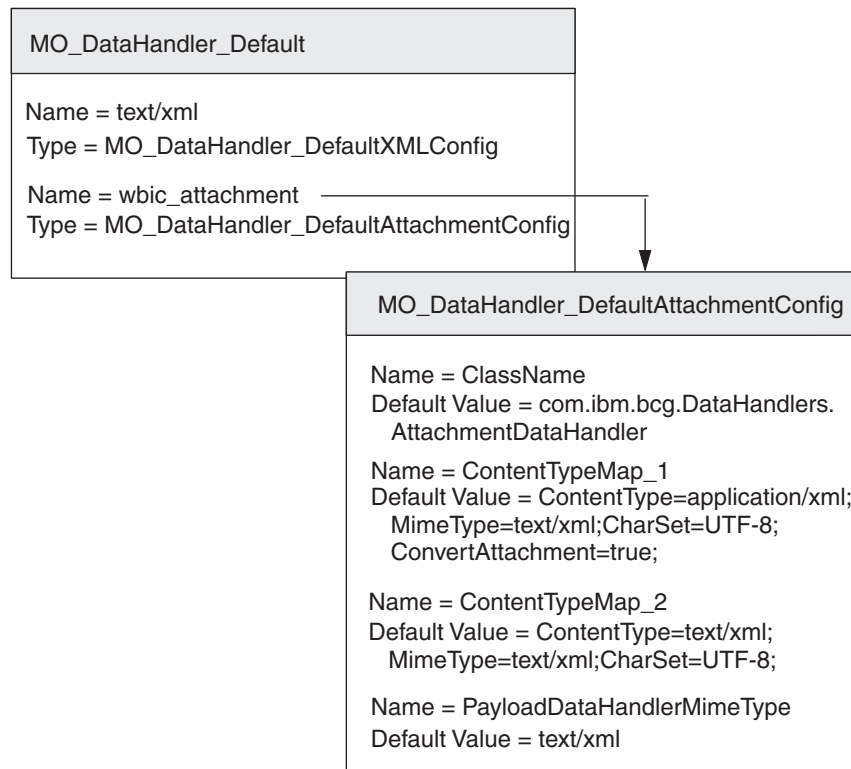 MO_DataHandler_Default
Name = text/xml
Type = MO_DataHandler_DefaultXMLConfig
Name = wbic_attachment
Type = MO_DataHandler_DefaultAttachmentConfig
MO_DataHandler_DefaultAttachmentConfig
Name = ClassName
Default Value = com.ibm.bcg.DataHandlers.
AttachmentDataHandler
Name = ContentTypeMap_1
Default Value = ContentType=application/xml;
MimeType=text/xml;CharSet=UTF-8;
ConvertAttachment=true;
Name = ContentTypeMap_2
Default Value = ContentType=text/xml;
MimeType=text/xml;CharSet=UTF-8;
Name = PayloadDataHandlerMimeType
Default Value = text/xml